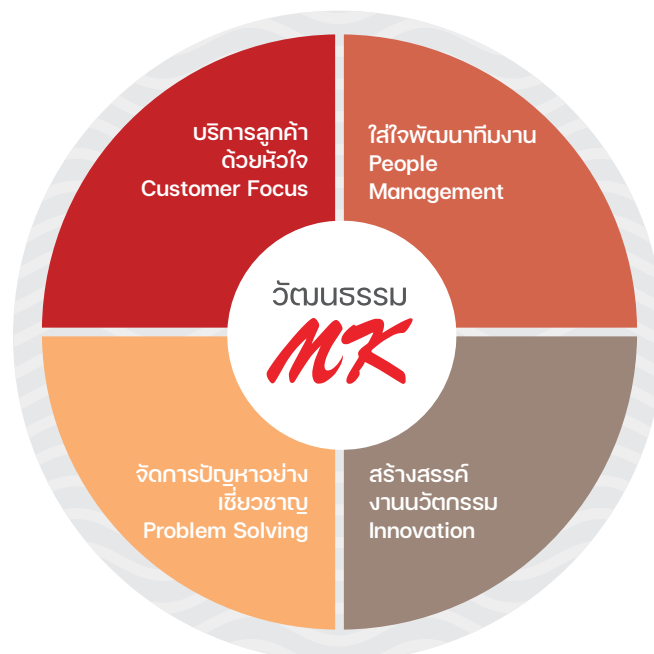 บริการลูกค้า
ด้วยหัวใจ
Customer Focus
ใส่ใจพัฒนาทีมงาน
People
Management
วัฒนธรรม
MK
จัดการปัญหาอย่าง
เชี่ยวชาญ
Problem Solving
สร้างสรรค์
งานนวัตกรรม
Innovation